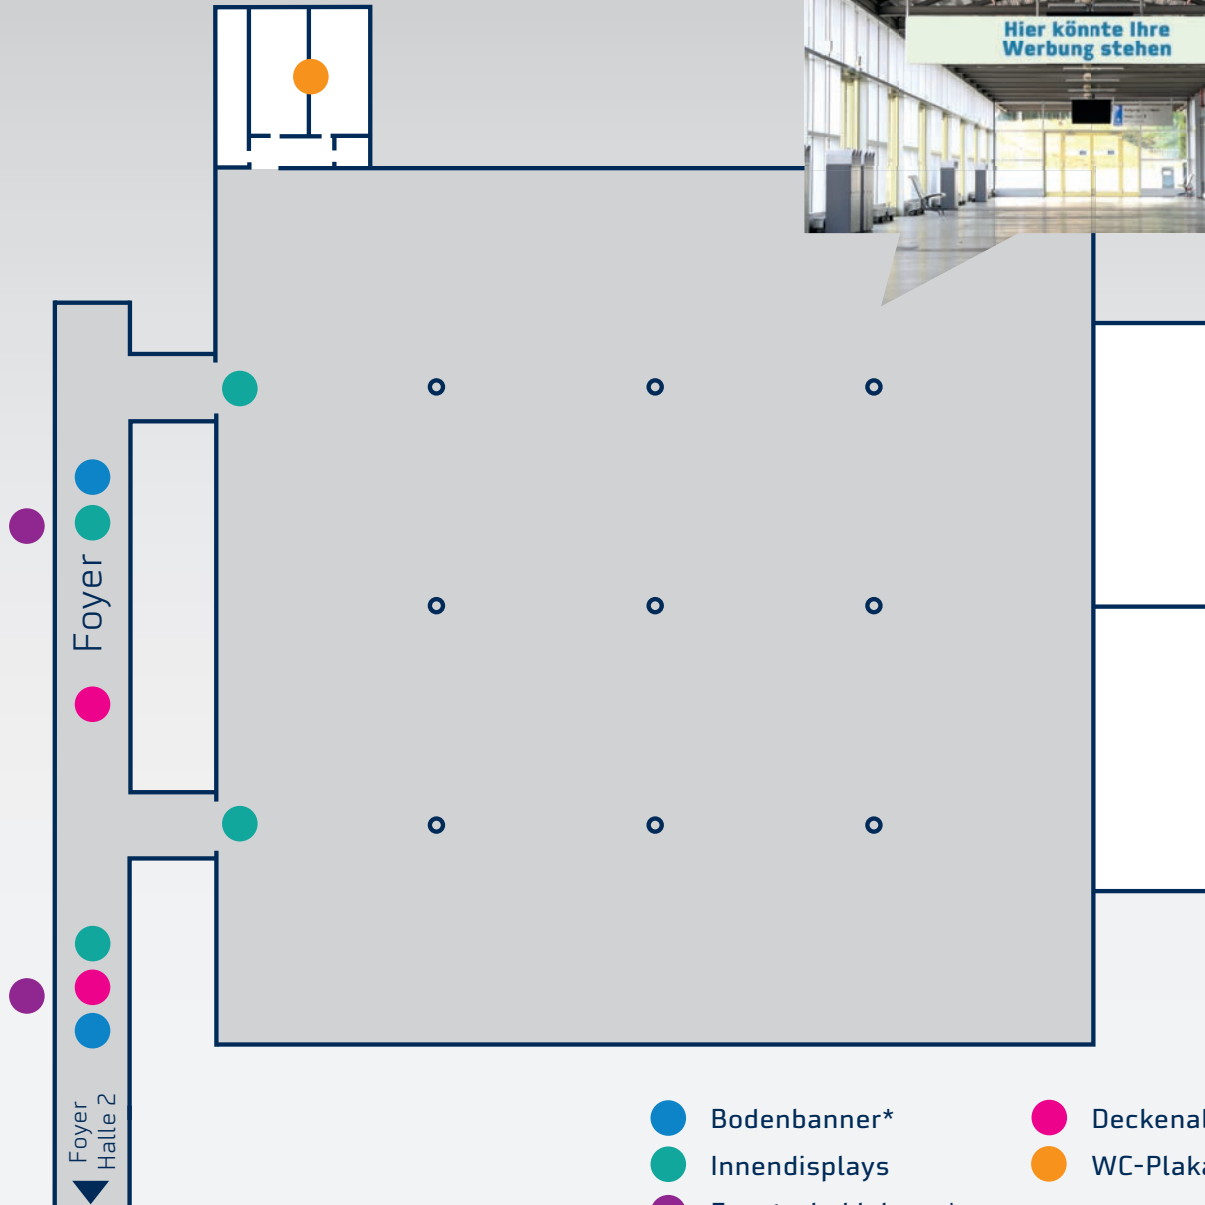 Hier könnte Ihre
Werbung stehen
Foyer
Foyer
Halle 2
Bodenbanner*
Innendisplays